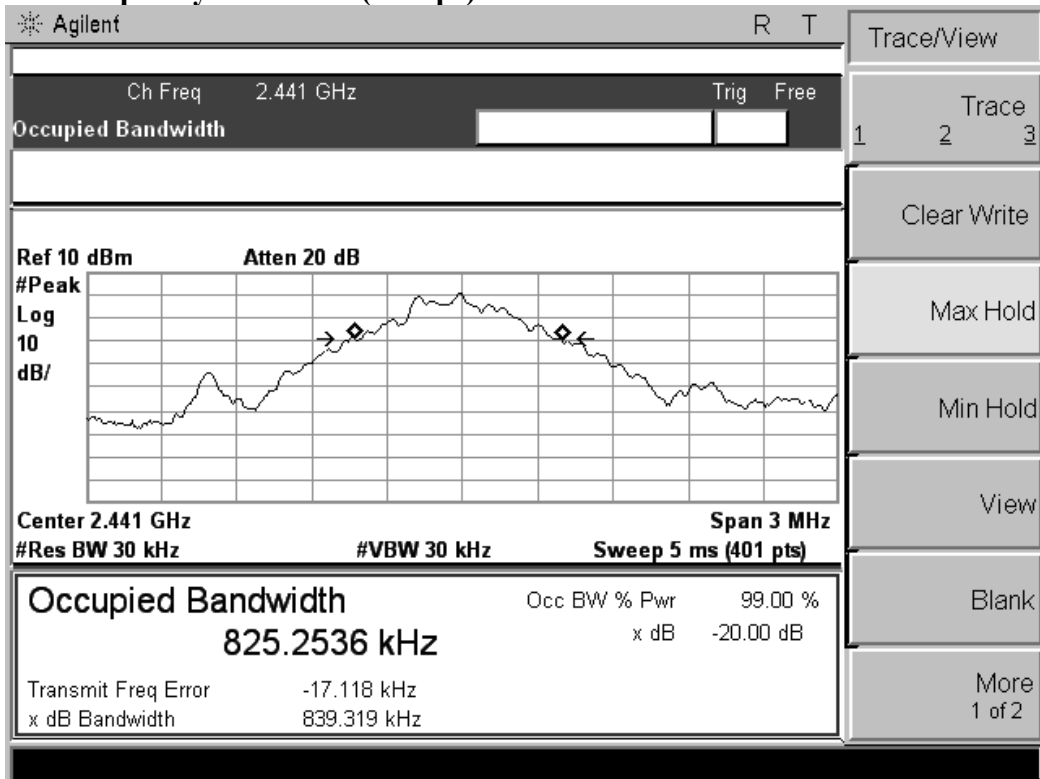 Agilent R T
Trace/View
Ch Freq 2.441 GHz Trig Free
Occupied Bandwidth
Trace
1 2 3
Clear Write
Max Hold
Min Hold
View
Blank
More
1 of 2
Ref 10 dBm Atten 20 dB
#Peak
Log
10
dB/
Center 2.441 GHz Span 3 MHz
#Res BW 30 kHz #VBW 30 kHz Sweep 5 ms (401 pts)
Occupied Bandwidth Occ BW % Pwr 99.00 %
825.2536 kHz x dB -20.00 dB
Transmit Freq Error -17.118 kHz
x dB Bandwidth 839.319 kHz